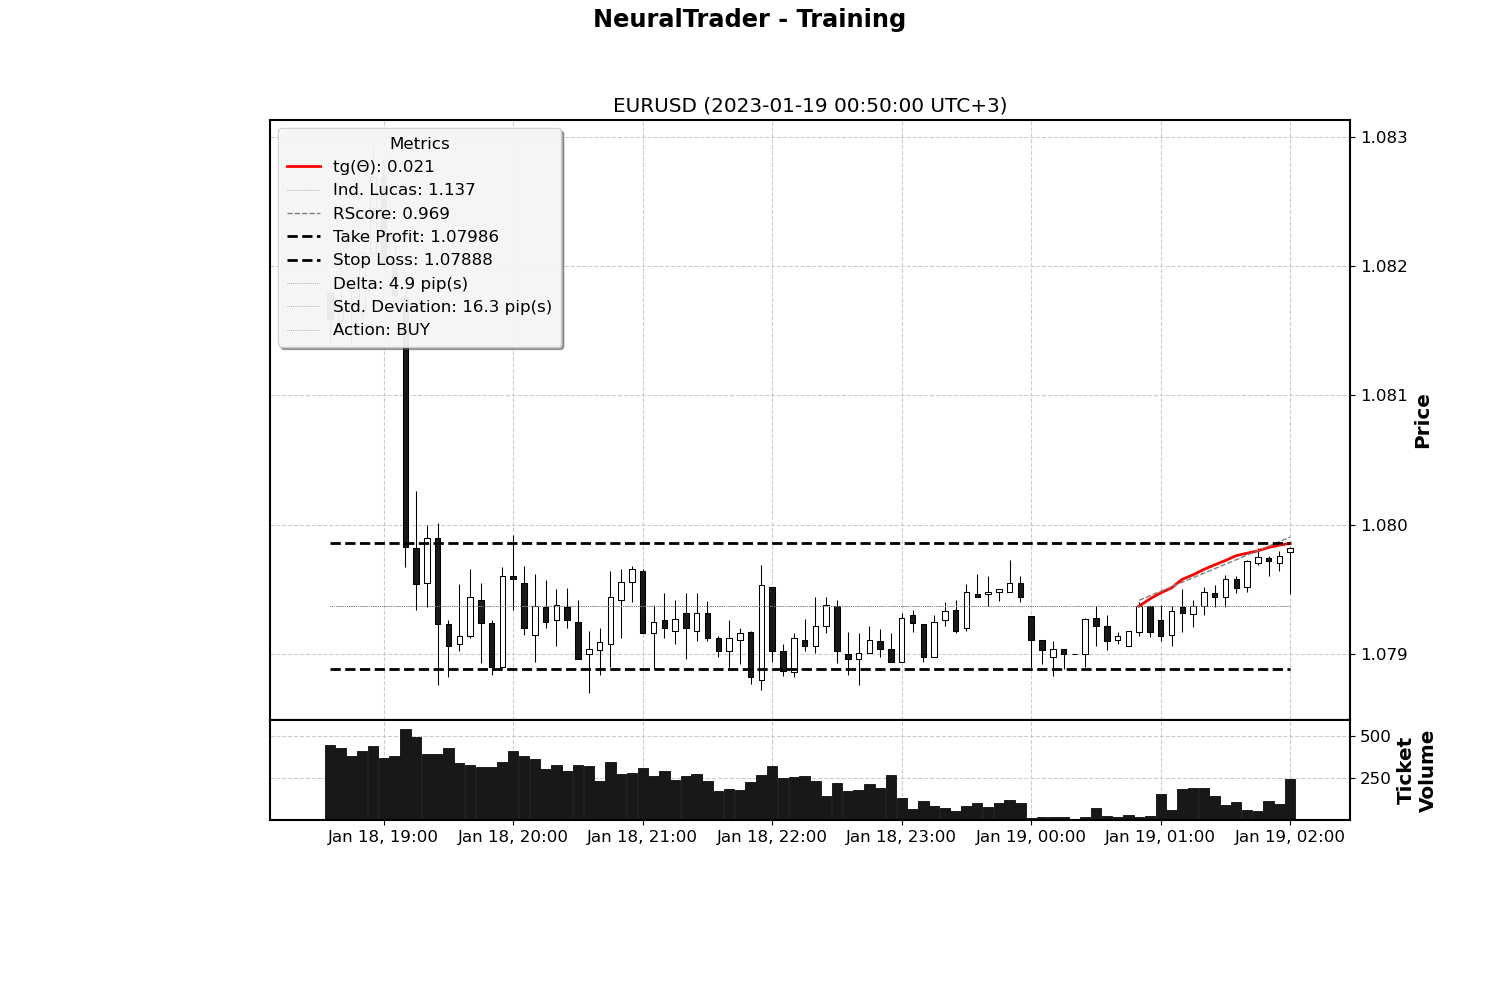 NeuralTrader - Training
EURUSD (2023-01-19 00:50:00 UTC+3)
Metrics
tg(Θ): 0.021
Ind. Lucas: 1.137
RScore: 0.969
Take Profit: 1.07986
Stop Loss: 1.07888
Delta: 4.9 pip(s)
Std. Deviation: 16.3 pip(s)
Action: BUY
1.083
1.082
1.081
1.080
1.079
Price
500
250
Ticket
Volume
Jan 18, 19:00
Jan 18, 20:00
Jan 18, 21:00
Jan 18, 22:00
Jan 18, 23:00
Jan 19, 00:00
Jan 19, 01:00
Jan 19, 02:00